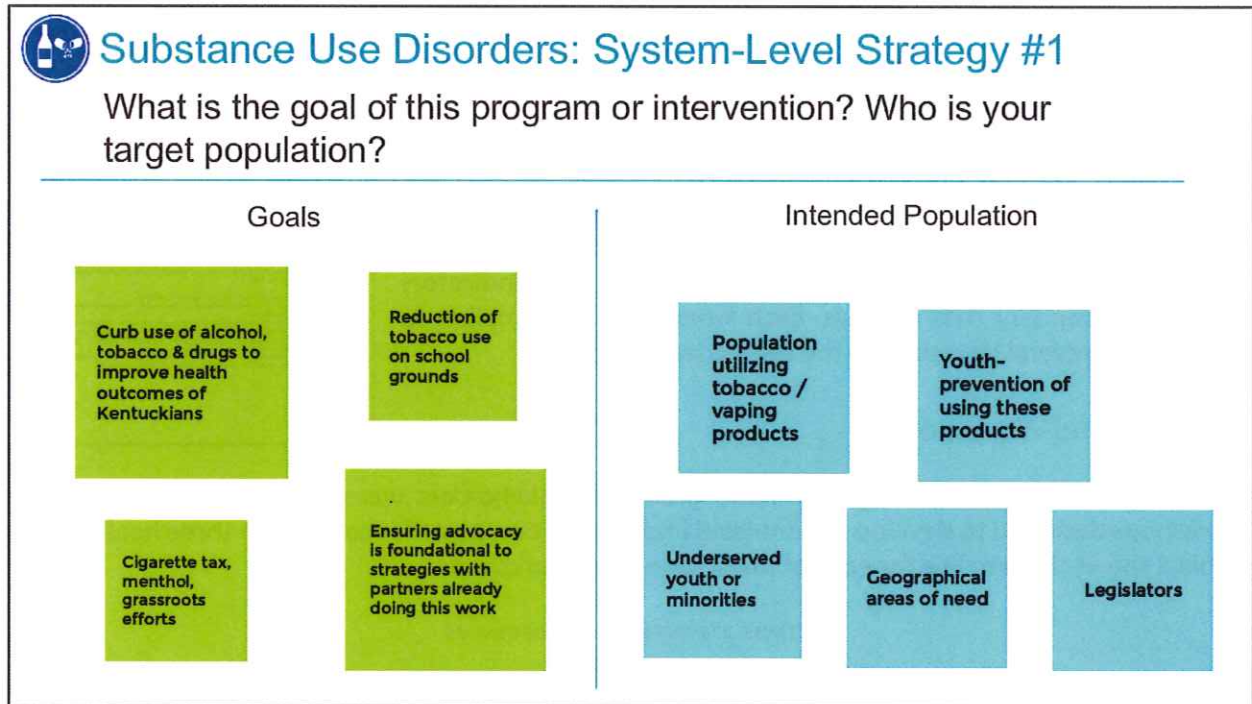 Substance Use Disorders: System-Level Strategy #1
What is the goal of this program or intervention? Who is your
target population?
Goals
Curb use of alcohol,
tobacco & drugs to
improve health
outcomes of
Kentuckians
Reduction of
tobacco use
on school
grounds
Cigarette tax,
menthol,
grassroots
efforts
Ensuring advocacy
is foundational to
strategies with
partners already
doing this work
Intended Population
Population
utilizing
tobacco /
vaping
products
Youth-
prevention of
using these
products
Underserved
youth or
minorities
Geographical
areas of need
Legislators